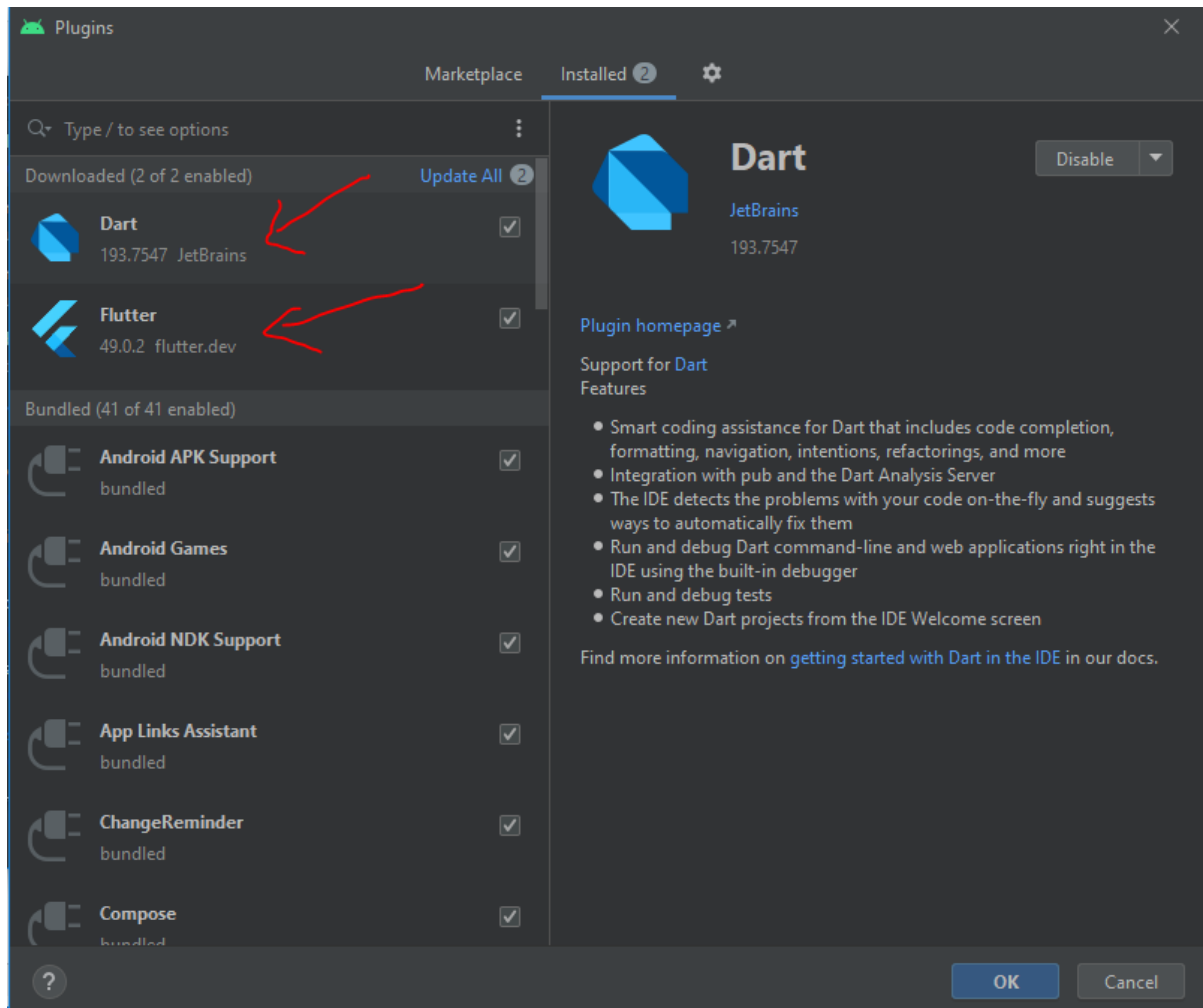 Plugins
Marketplace
Installed 2
Type / to see options
Downloaded (2 of 2 enabled)
Update All 2
Dart
193.7547 JetBrains
Flutter
49.0.2 flutter.dev
Bundled (41 of 41 enabled)
Android APK Support
bundled
Android Games
bundled
Android NDK Support
bundled
App Links Assistant
bundled
ChangeReminder
bundled
Compose
bundled
Dart
Disable
JetBrains
193.7547
Plugin homepage
Support for Dart
Features
Smart coding assistance for Dart that includes code completion,
formatting, navigation, intentions, refactorings, and more
Integration with pub and the Dart Analysis Server
The IDE detects the problems with your code on-the-fly and suggests
ways to automatically fix them
Run and debug Dart command-line and web applications right in the
IDE using the built-in debugger
Run and debug tests
Create new Dart projects from the IDE Welcome screen
Find more information on getting started with Dart in the IDE in our docs.
?
OK
Cancel